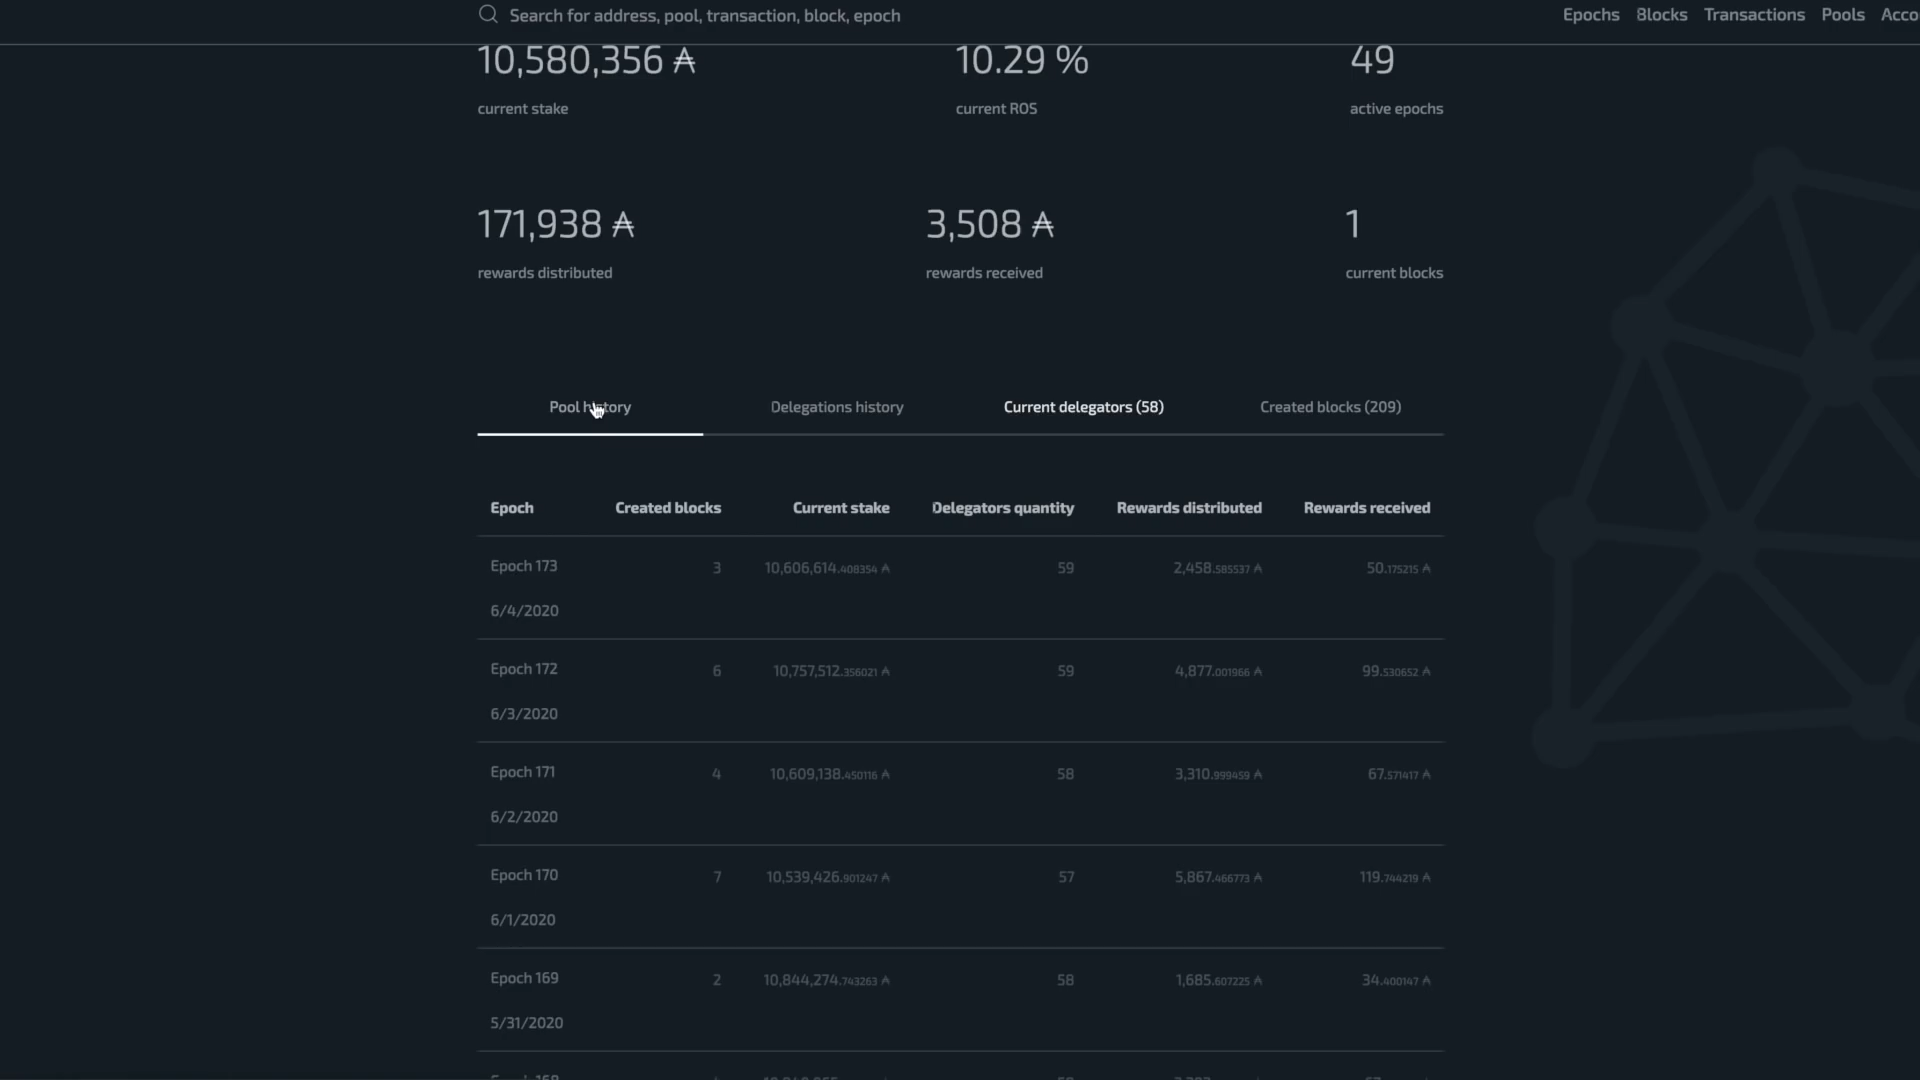 Search for address, pool, transaction, block, epoch
Epochs Blocks Transactions Pools
10,580,356 ₳ 10.29 % 49
current stake current ROS active epochs
171,938 ₳ 3,508 ₳ 1
rewards distributed rewards received current blocks
Pool history Delegations history Current delegators (58) Created blocks (209)
Epoch Created blocks Current stake Delegators quantity Rewards distributed Rewards received
Epoch 173 3 10,606,614.408354 ₳ 59 2,458.585537 ₳ 50.175215 ₳
6/4/2020
Epoch 172 6 10,757,512.356021 ₳ 59 4,877.001966 ₳ 99.530652 ₳
6/3/2020
Epoch 171 4 10,609,138.450116 ₳ 58 3,310.999459 ₳ 67.571417 ₳
6/2/2020
Epoch 170 7 10,539,426.901247 ₳ 57 5,867.466773 ₳ 119.744219 ₳
6/1/2020
Epoch 169 2 10,844,274.743263 ₳ 58 1,685.607225 ₳ 34.400147 ₳
5/31/2020